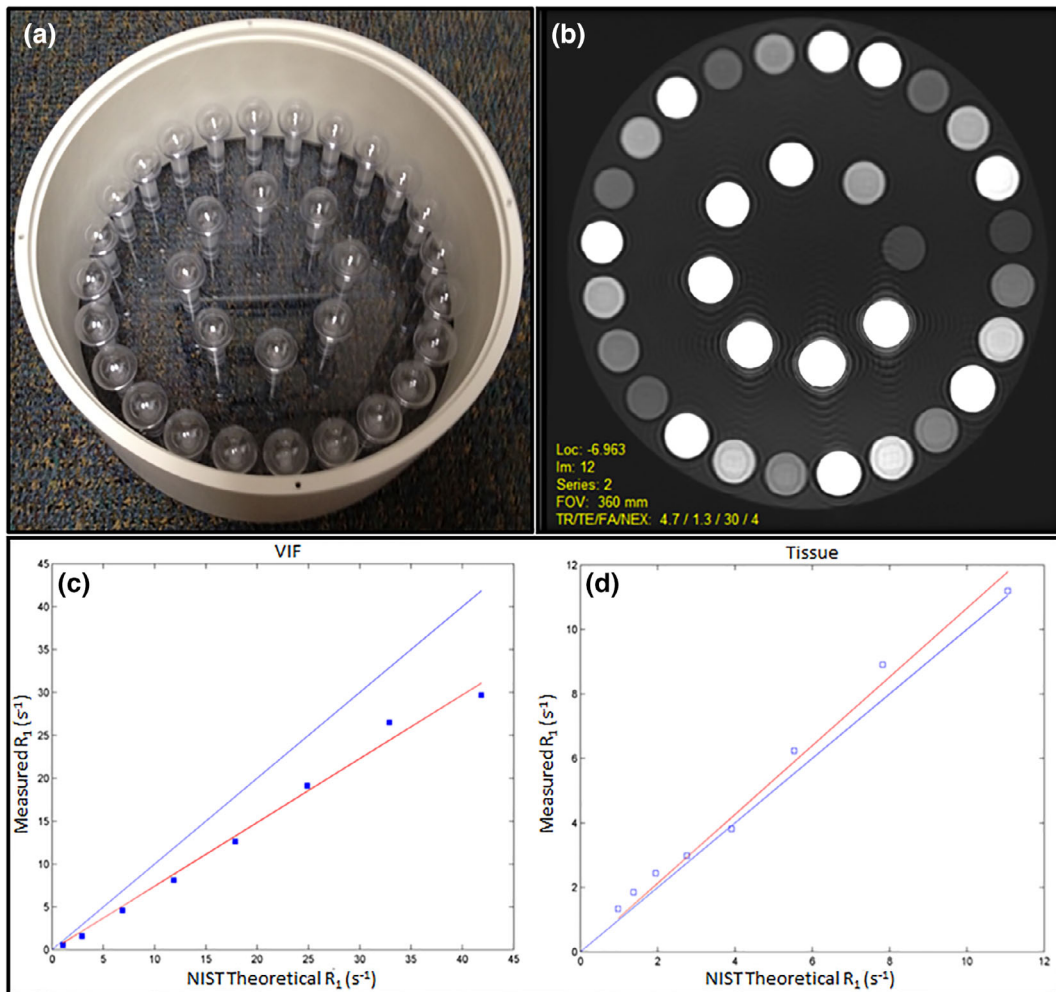 (a)
(b)
Loc: -6.963
Im: 12
Series: 2
FOV: 360 mm
TR/TE/FA/NEX: 4.7 / 1.3 / 30 / 4
VIF
(c)
45
40
35
30
25
20
15
10
5
0
Measured R₁ (s⁻¹)
0 5 10 15 20 25 30 35 40 45
NIST Theoretical R₁ (s⁻¹)
Tissue
(d)
12
10
8
6
4
2
0
Measured R₁ (s⁻¹)
0 2 4 6 8 10 12
NIST Theoretical R₁ (s⁻¹)